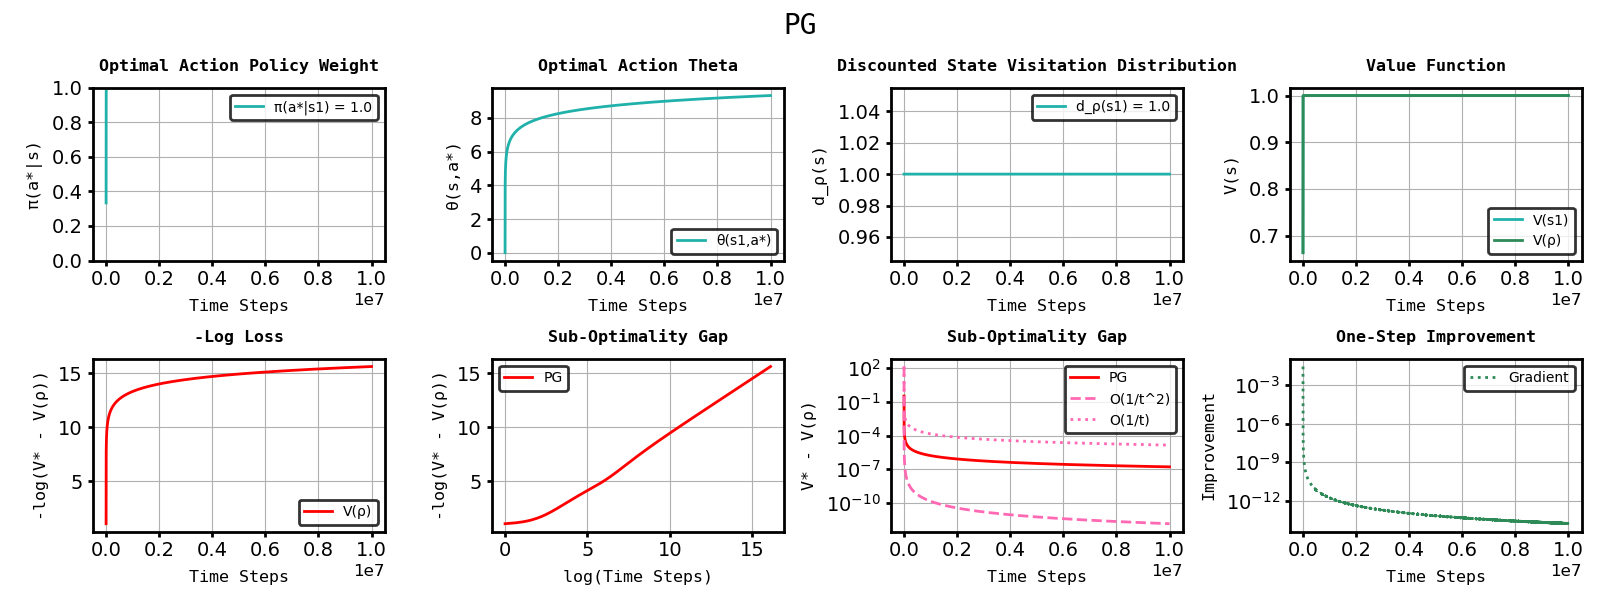 PG
Optimal Action Policy Weight
π(a*|s)
1.0
0.8
0.6
0.4
0.2
0.0
π(a*|s1) = 1.0
0.0 0.2 0.4 0.6 0.8 1.0
1e7
Time Steps
Optimal Action Theta
θ(s,a*)
8
6
4
2
0
θ(s1,a*)
0.0 0.2 0.4 0.6 0.8 1.0
1e7
Time Steps
Discounted State Visitation Distribution
d_ρ(s)
1.04
1.02
1.00
0.98
0.96
d_ρ(s1) = 1.0
0.0 0.2 0.4 0.6 0.8 1.0
1e7
Time Steps
Value Function
V(s)
1.0
0.9
0.8
0.7
V(s1)
V(ρ)
0.0 0.2 0.4 0.6 0.8 1.0
1e7
Time Steps
-Log Loss
-log(V* - V(ρ))
15
10
5
V(ρ)
0.0 0.2 0.4 0.6 0.8 1.0
1e7
Time Steps
Sub-Optimality Gap
-log(V* - V(ρ))
15
10
5
PG
0 5 10 15
log(Time Steps)
Sub-Optimality Gap
V* - V(ρ)
10^2
10^-1
10^-4
10^-7
10^-10
PG
O(1/t^2)
O(1/t)
0.0 0.2 0.4 0.6 0.8 1.0
1e7
Time Steps
One-Step Improvement
Improvement
10^-3
10^-6
10^-9
10^-12
Gradient
0.0 0.2 0.4 0.6 0.8 1.0
1e7
Time Steps